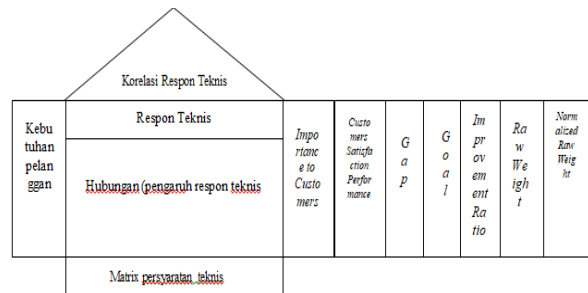 Korelasi Respon Teknis
Kebu
tuhan
pelan
ggan
Respon Teknis
Hubungan (pengaruh respon teknis
Matrix persyaratan teknis
Impo
rtanc
e to
Custo
mers
Custo
mers
Satisfa
ction
Perfor
mance
G
a
p
G
o
a
l
Im
pr
ov
em
ent
Ra
tio
Ra
w
We
igh
t
Norm
alized
Raw
Weig
ht